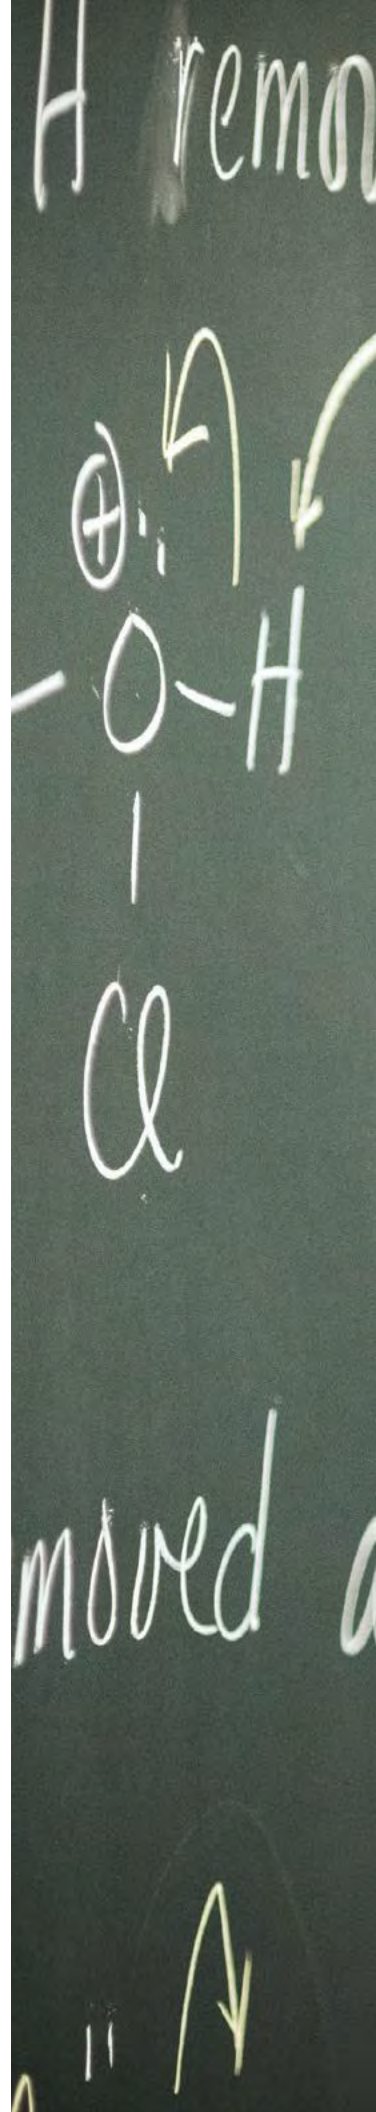 H remo
⊕ ··
– O – H
|
Cl
moved a
··